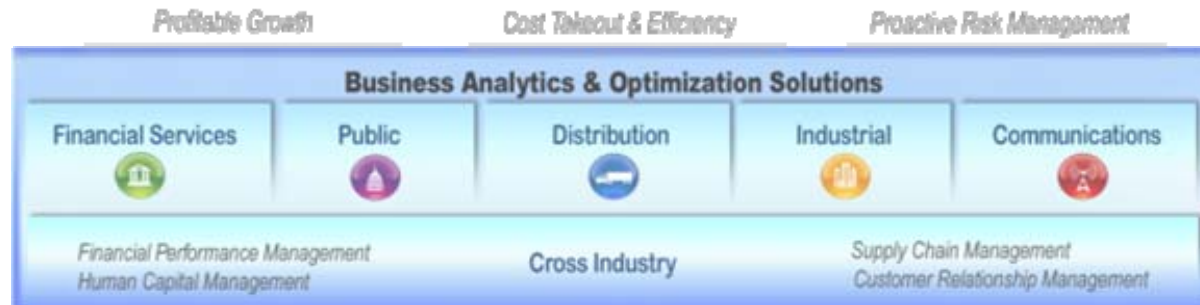 Profitable Growth Cost Takeout & Efficiency Proactive Risk Management
Business Analytics & Optimization Solutions
Financial Services Public Distribution Industrial Communications
Financial Performance Management
Human Capital Management
Cross Industry
Supply Chain Management
Customer Relationship Management